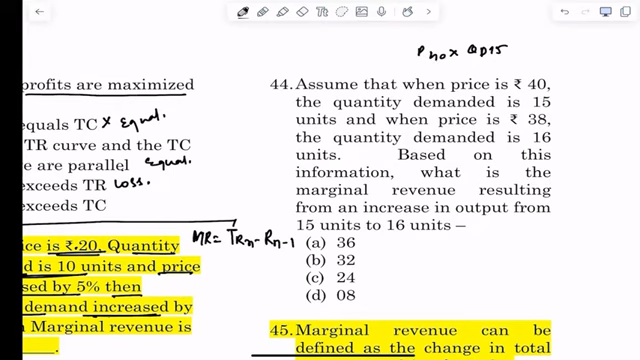 P 40 x QD 15
profits are maximized
equals TC x equal.
TR curve and the TC
e are parallel equal.
exceeds TR loss.
exceeds TC
MR = TRn - Rn-1
ice is ₹.20, Quantity
d is 10 units and price
sed by 5% then
demand increased by
n Marginal revenue is
44. Assume that when price is ₹ 40,
the quantity demanded is 15
units and when price is ₹ 38,
the quantity demanded is 16
units. Based on this
information, what is the
marginal revenue resulting
from an increase in output from
15 units to 16 units –
(a) 36
(b) 32
(c) 24
(d) 08
45. Marginal revenue can be
defined as the change in total